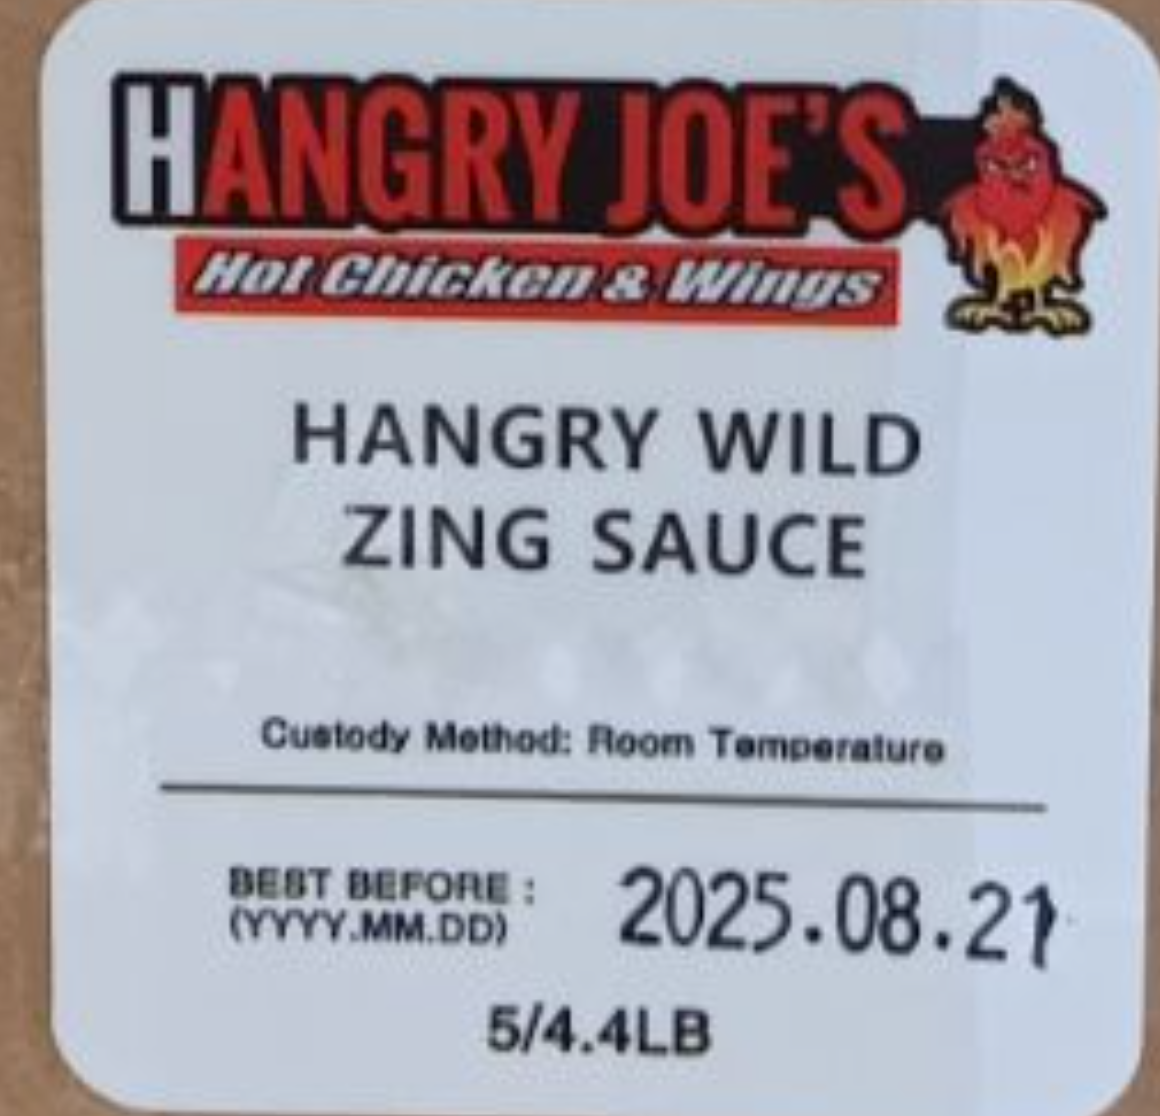 HANGRY JOE'S
Hot Chicken & Wings
HANGRY WILD
ZING SAUCE
Custody Method: Room Temperature
BEST BEFORE : 2025.08.21
(YYYY.MM.DD)
5/4.4LB